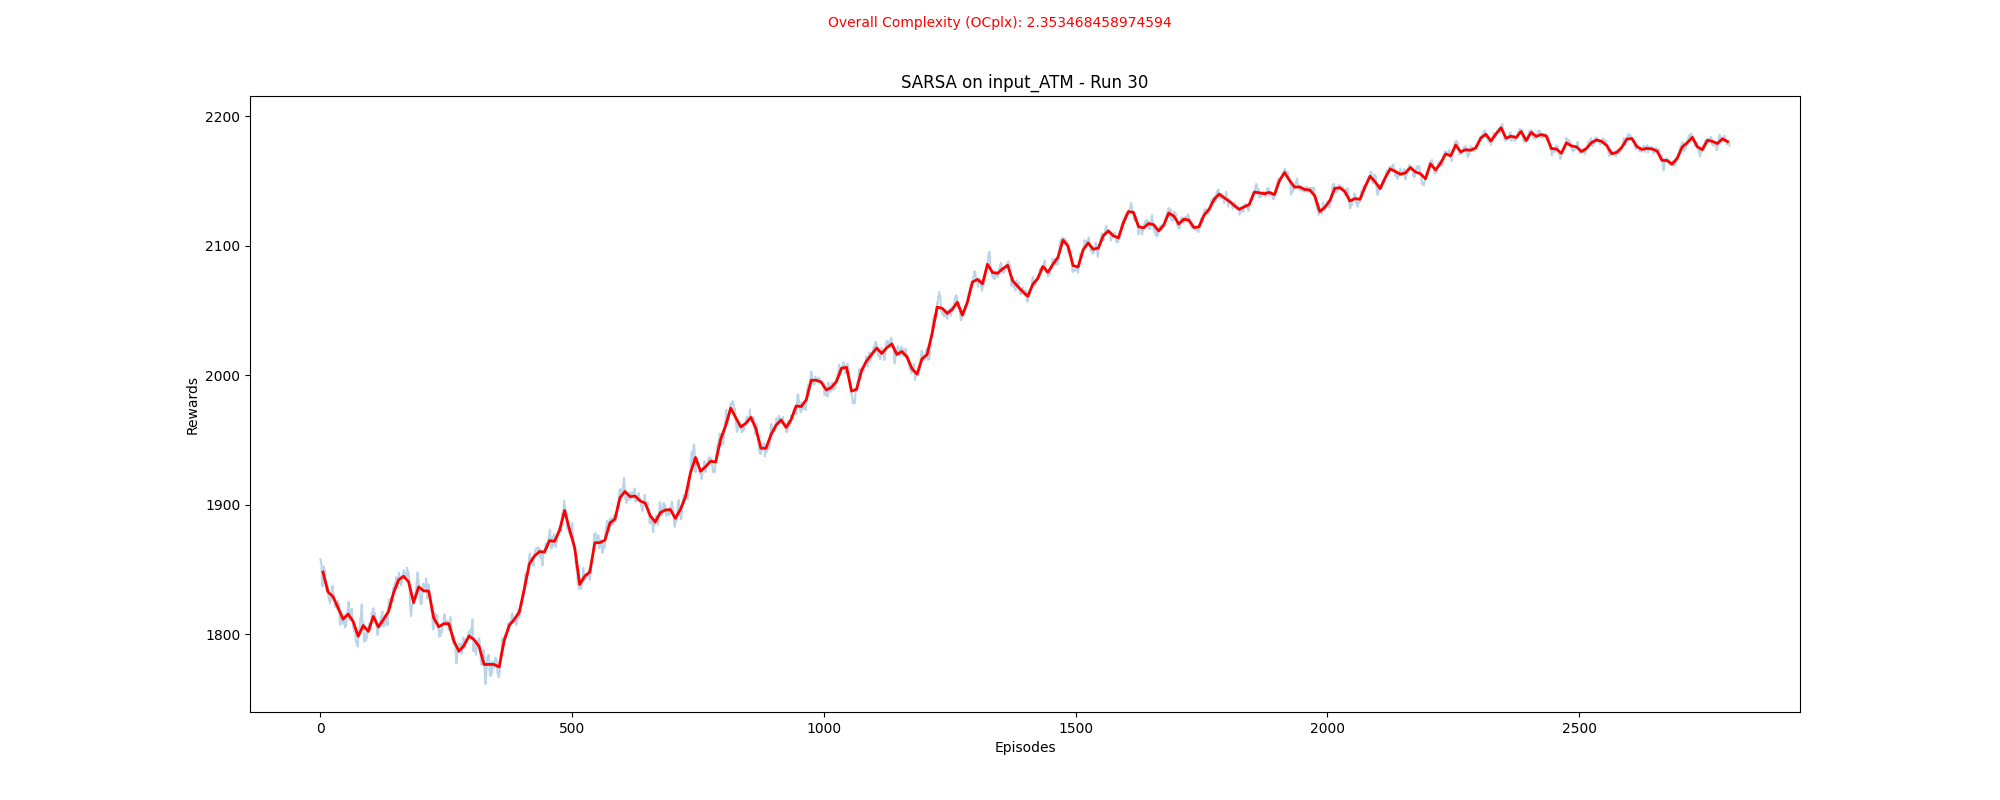 Overall Complexity (OCplx): 2.353468458974594
SARSA on input_ATM - Run 30
2200
2100
2000
1900
1800
Rewards
0 500 1000 1500 2000 2500
Episodes